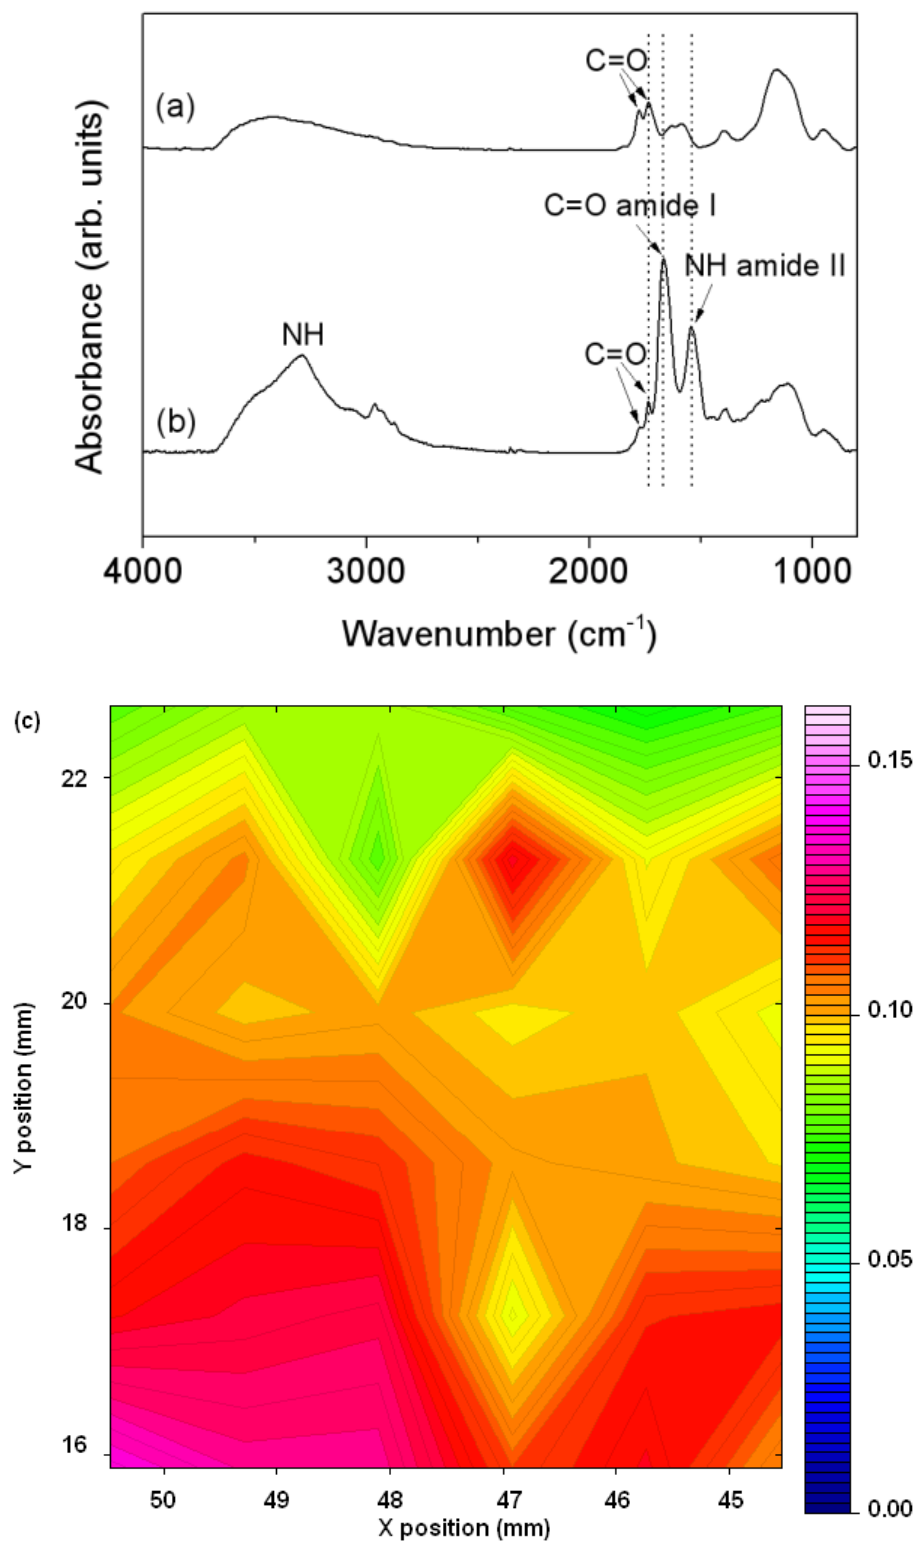 C=O
(a)
C=O amide I
NH amide II
NH
C=O
(b)
Absorbance (arb. units)
4000 3000 2000 1000
Wavenumber (cm⁻¹)
(c)
0.15
22
20
0.10
18
0.05
16
0.00
50 49 48 47 46 45
Y position (mm)
X position (mm)